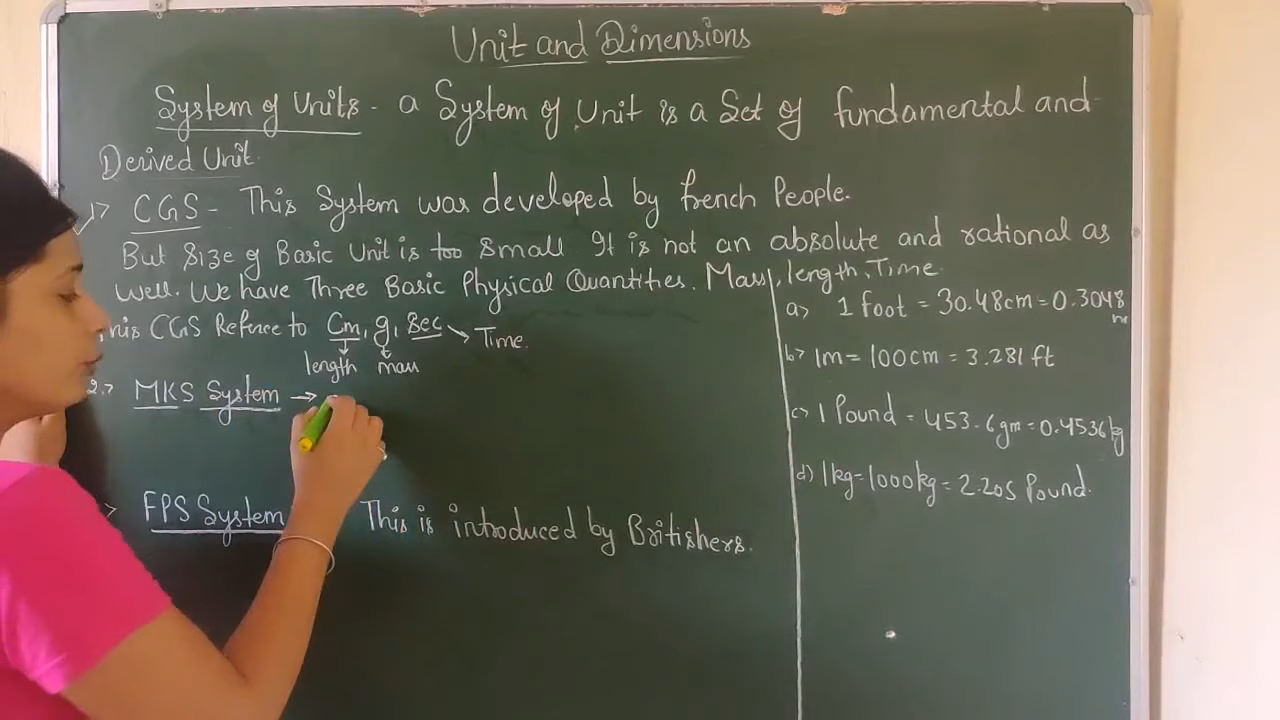 Unit and Dimensions
System of Units - a System of Unit is a Set of fundamental and
Derived Unit.
1> CGS - This System was developed by french People.
But Size of Basic Unit is too small It is not an absolute and rational as
well. We have Three Basic Physical Quantities. Mass, length, Time.
his CGS Refence to Cm, g, Sec → Time.
length mass
2.> MKS System →
> FPS System This is introduced by Britishers.
a> 1 foot = 30.48cm = 0.3048
m
b> 1m = 100cm = 3.281 ft
c> 1 Pound = 453.6gm = 0.4536kg
d) 1kg = 1000kg = 2.205 Pound.